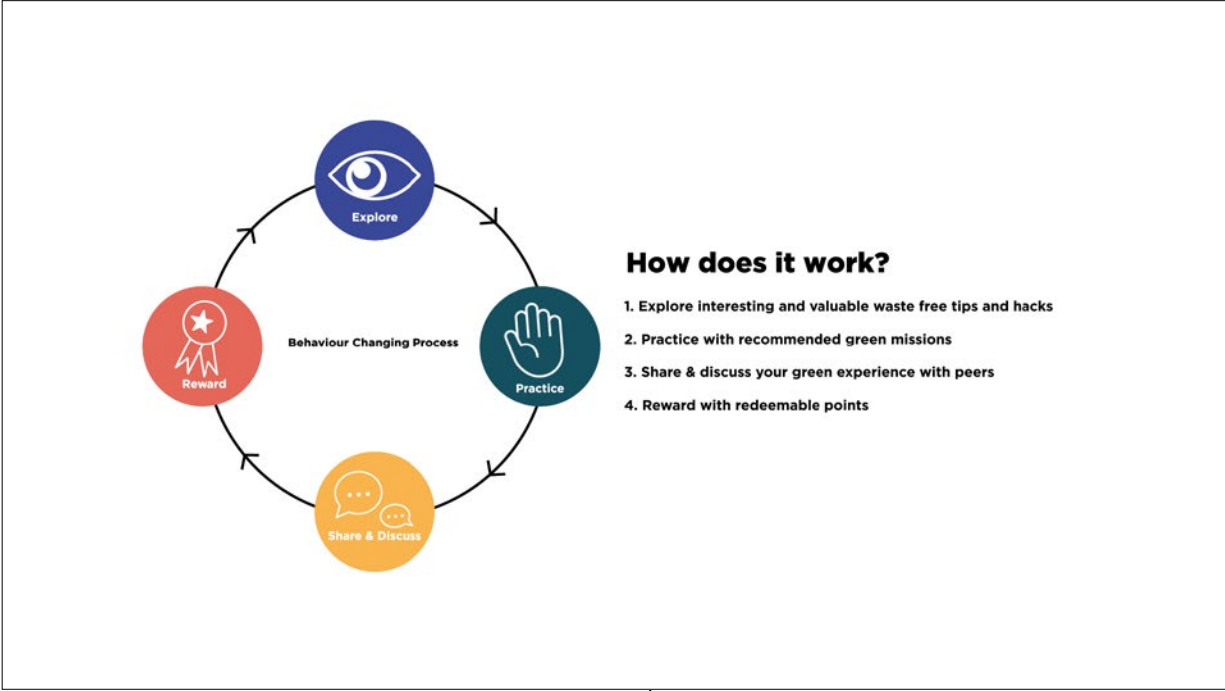 Explore
Reward
Behaviour Changing Process
Practice
Share & Discuss
How does it work?
1. Explore interesting and valuable waste free tips and hacks
2. Practice with recommended green missions
3. Share & discuss your green experience with peers
4. Reward with redeemable points